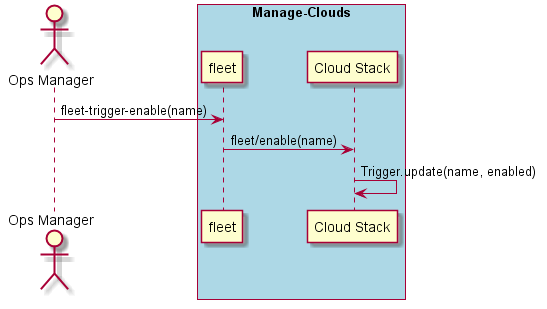 Manage-Clouds
Ops Manager
fleet
Cloud Stack
fleet-trigger-enable(name)
fleet/enable(name)
Trigger.update(name, enabled)
Ops Manager
fleet
Cloud Stack